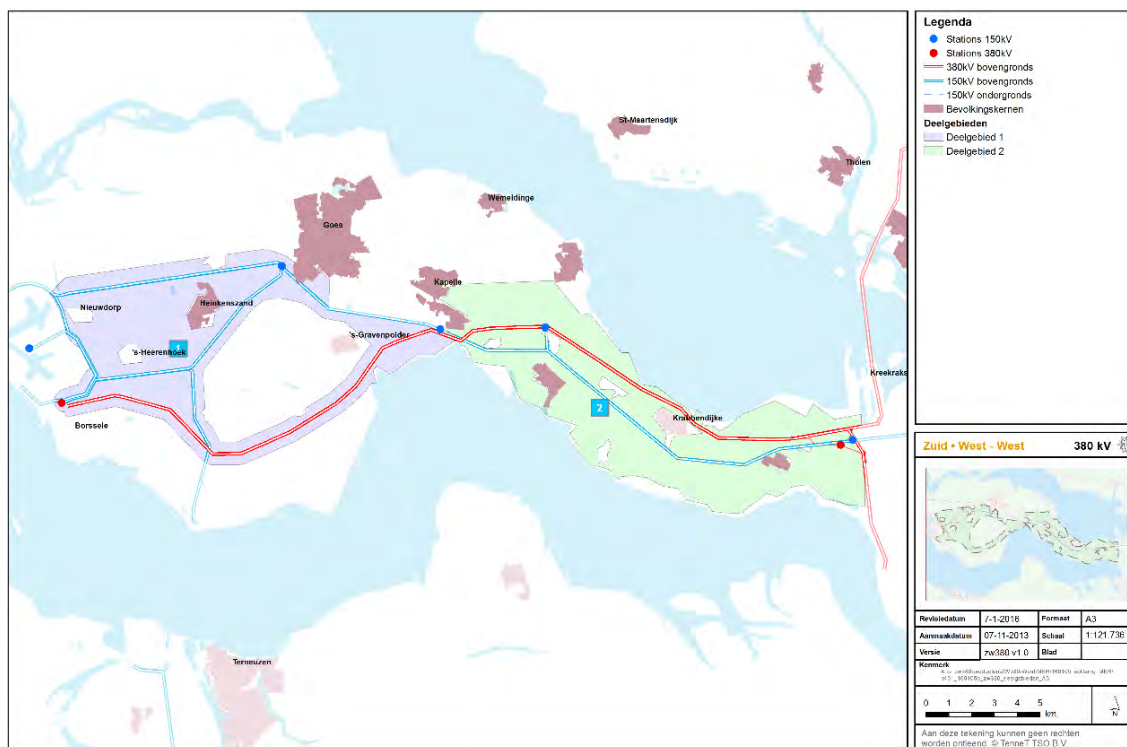 St-Maartensdijk
Tholen
Wemeldinge
Goes
Kapelle
Nieuwdorp
Heinkenszand
's-Gravenpolder
's-Heerenhoek
1
Kreekraks
2
Krabbendijke
Borssele
Terneuzen
Legenda
Stations 150kV
Stations 380kV
380kV bovengronds
150kV bovengronds
150kV ondergronds
Bevolkingskernen
Deelgebieden
Deelgebied 1
Deelgebied 2
Zuid • West - West 380 kV
Revisiedatum 7-1-2016 Formaat A3
Aanmaakdatum 07-11-2013 Schaal 1:121.736
Versie zw380 v1.0 Blad
Kenmerk
0 1 2 3 4 5
km.
N
Aan deze tekening kunnen geen rechten
worden ontleend. © TenneT TSO B.V.